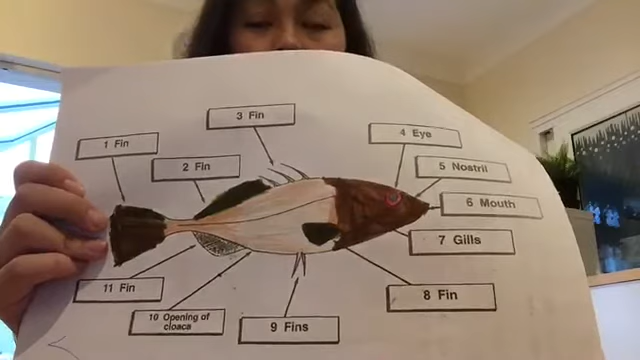 3 Fin
1 Fin
2 Fin
4 Eye
5 Nostril
6 Mouth
7 Gills
8 Fin
11 Fin
10 Opening of
cloaca
9 Fins